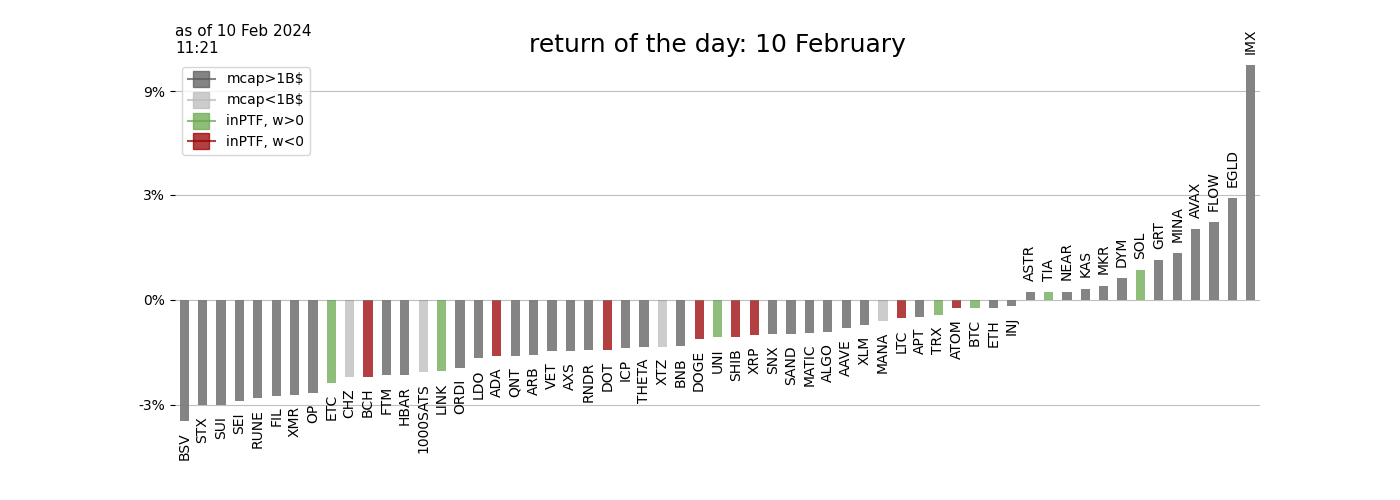 as of 10 Feb 2024
11:21
return of the day: 10 February
mcap>1B$
mcap<1B$
inPTF, w>0
inPTF, w<0
9%
3%
0%
-3%
BSV
STX
SUI
SEI
RUNE
FIL
XMR
OP
ETC
CHZ
BCH
FTM
HBAR
1000SATS
LINK
ORDI
LDO
ADA
QNT
ARB
VET
AXS
RNDR
DOT
ICP
THETA
XTZ
BNB
DOGE
UNI
SHIB
XRP
SNX
SAND
MATIC
ALGO
AAVE
XLM
MANA
LTC
APT
TRX
ATOM
BTC
ETH
INJ
ASTR
TIA
NEAR
KAS
MKR
DYM
SOL
GRT
MINA
AVAX
FLOW
EGLD
IMX